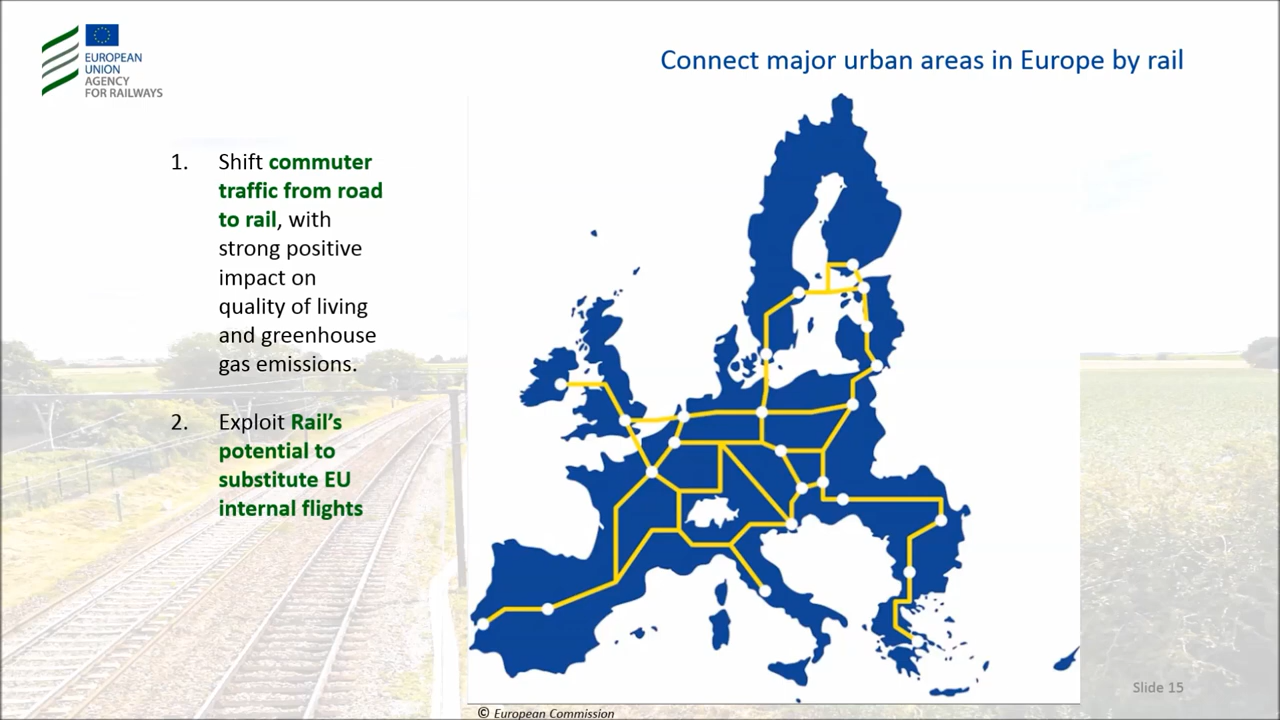 EUROPEAN
UNION
AGENCY
FOR RAILWAYS
Connect major urban areas in Europe by rail
1. Shift commuter
traffic from road
to rail, with
strong positive
impact on
quality of living
and greenhouse
gas emissions.
2. Exploit Rail's
potential to
substitute EU
internal flights
Slide 15
© European Commission